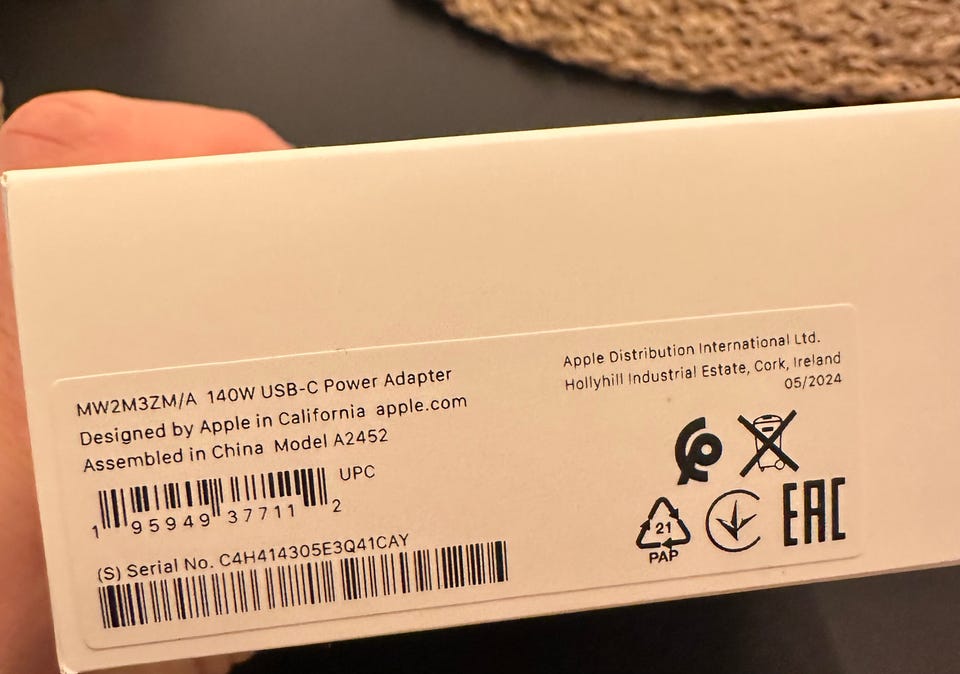 MW2M3ZM/A 140W USB-C Power Adapter
Designed by Apple in California apple.com
Assembled in China Model A2452
UPC
1 95949 37711 2
(S) Serial No. C4H414305E3Q41CAY
Apple Distribution International Ltd.
Hollyhill Industrial Estate, Cork, Ireland
05/2024
21
PAP
EAC